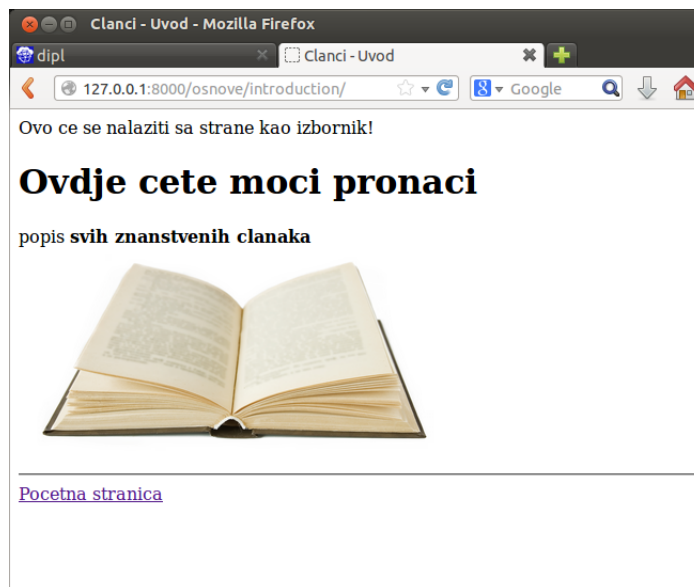 Clanci - Uvod - Mozilla Firefox
dipl
Clanci - Uvod
127.0.0.1:8000/osnove/introduction/
8 Google
Ovo ce se nalaziti sa strane kao izbornik!
Ovdje cete moci pronaci
popis svih znanstvenih clanaka
Pocetna stranica